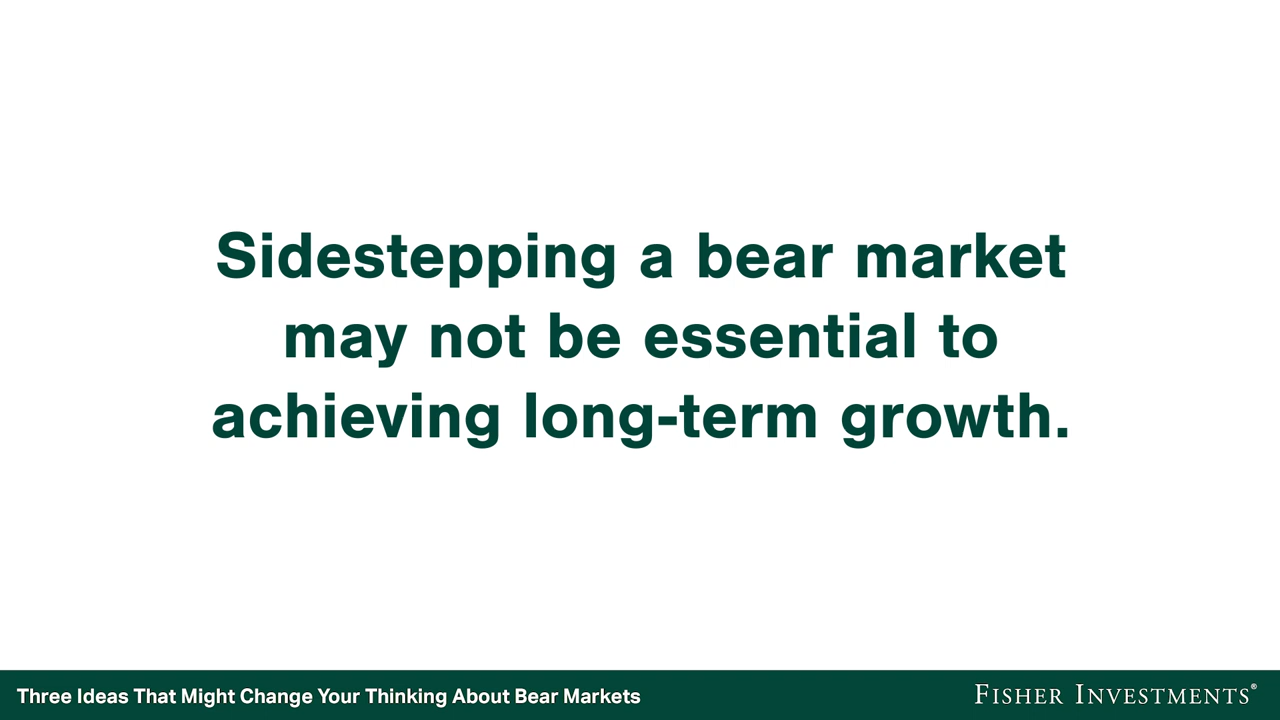 Sidestepping a bear market
may not be essential to
achieving long-term growth.
Three Ideas That Might Change Your Thinking About Bear Markets
FISHER INVESTMENTS®